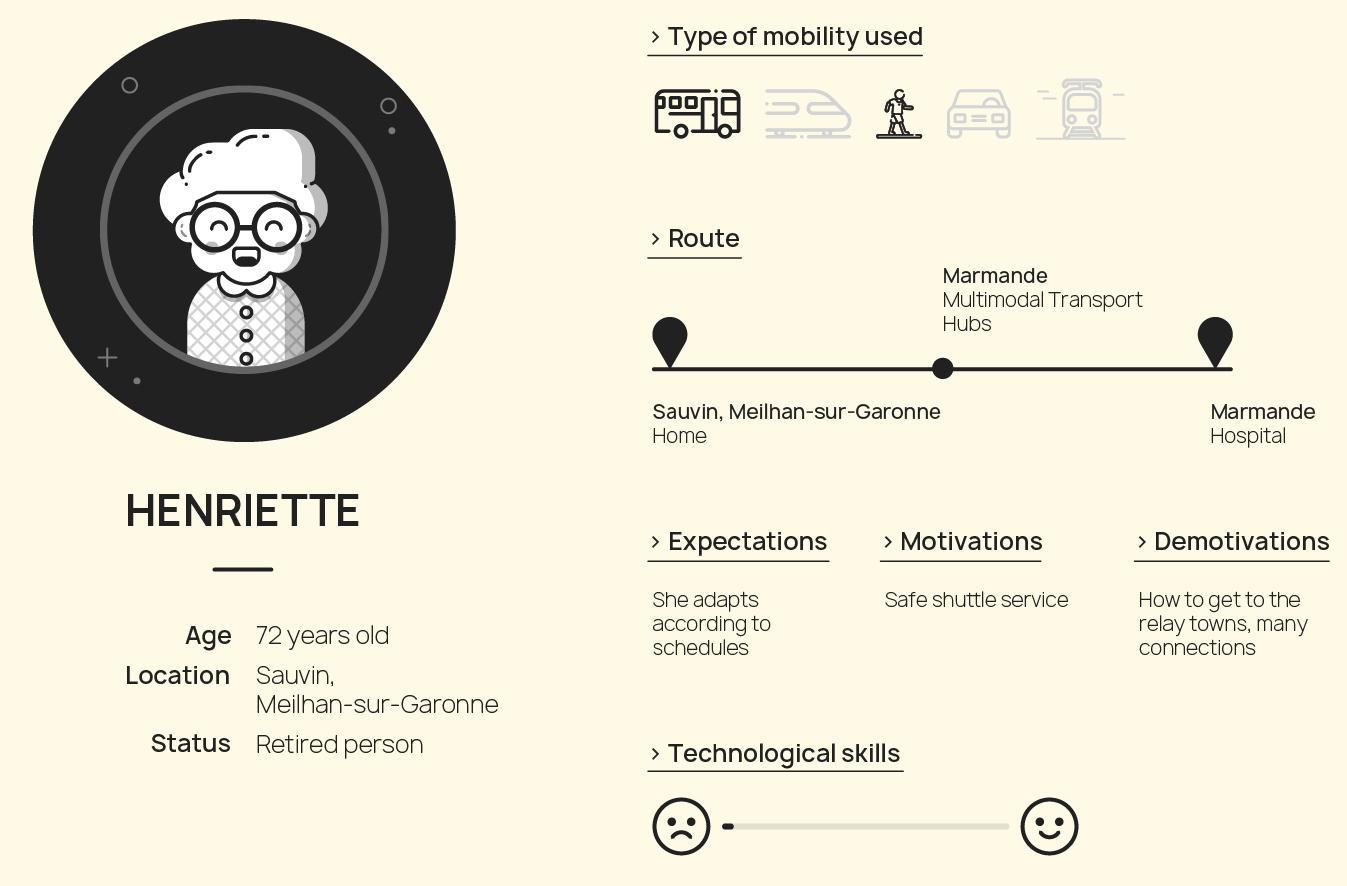 HENRIETTE
Age 72 years old
Location Sauvin,
Meilhan-sur-Garonne
Status Retired person
> Type of mobility used
> Route
Marmande
Multimodal Transport
Hubs
Sauvin, Meilhan-sur-Garonne
Home
Marmande
Hospital
> Expectations
She adapts
according to
schedules
> Motivations
Safe shuttle service
> Demotivations
How to get to the
relay towns, many
connections
> Technological skills